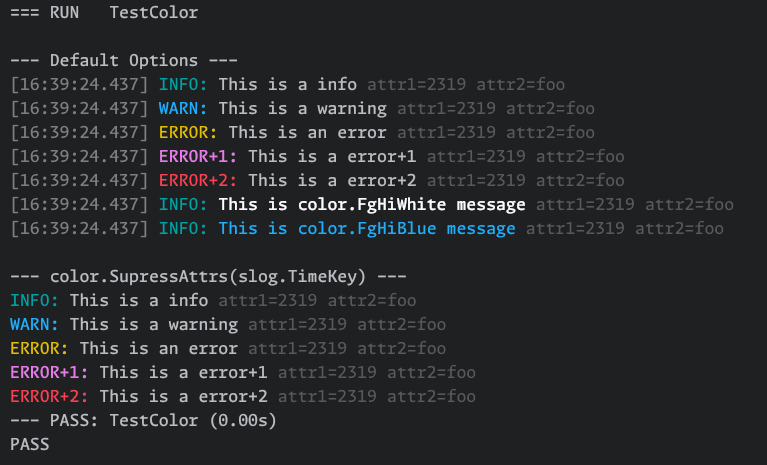 === RUN   TestColor
--- Default Options ---
[16:39:24.437] INFO: This is a info attr1=2319 attr2=foo
[16:39:24.437] WARN: This is a warning attr1=2319 attr2=foo
[16:39:24.437] ERROR: This is an error attr1=2319 attr2=foo
[16:39:24.437] ERROR+1: This is a error+1 attr1=2319 attr2=foo
[16:39:24.437] ERROR+2: This is a error+2 attr1=2319 attr2=foo
[16:39:24.437] INFO: This is color.FgHiWhite message attr1=2319 attr2=foo
[16:39:24.437] INFO: This is color.FgHiBlue message attr1=2319 attr2=foo
--- color.SupressAttrs(slog.TimeKey) ---
INFO: This is a info attr1=2319 attr2=foo
WARN: This is a warning attr1=2319 attr2=foo
ERROR: This is an error attr1=2319 attr2=foo
ERROR+1: This is a error+1 attr1=2319 attr2=foo
ERROR+2: This is a error+2 attr1=2319 attr2=foo
--- PASS: TestColor (0.00s)
PASS